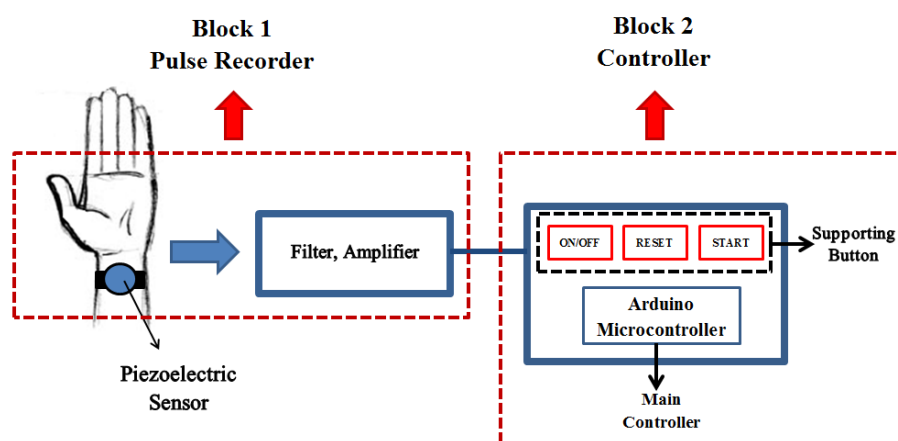 Block 1
Pulse Recorder
Block 2
Controller
Filter, Amplifier
ON/OFF
RESET
START
Supporting
Button
Arduino
Microcontroller
Piezoelectric
Sensor
Main
Controller